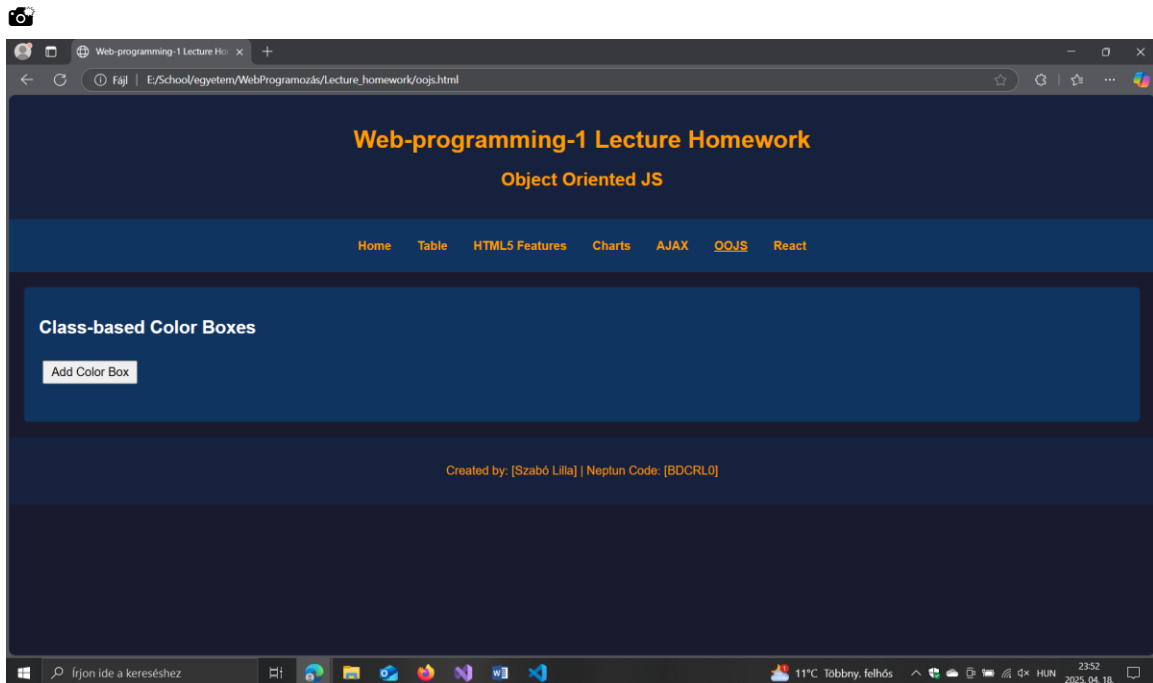 Web-programming-1 Lecture Ho
Fájl | E:/School/egyetem/WebProgramozás/Lecture_homework/oojs.html
Web-programming-1 Lecture Homework
Object Oriented JS
Home Table HTML5 Features Charts AJAX OOJS React
Class-based Color Boxes
Add Color Box
Created by: [Szabó Lilla] | Neptun Code: [BDCRL0]
Írjon ide a kereséshez
11°C Többny. felhős
HUN
23:52
2025. 04. 18.